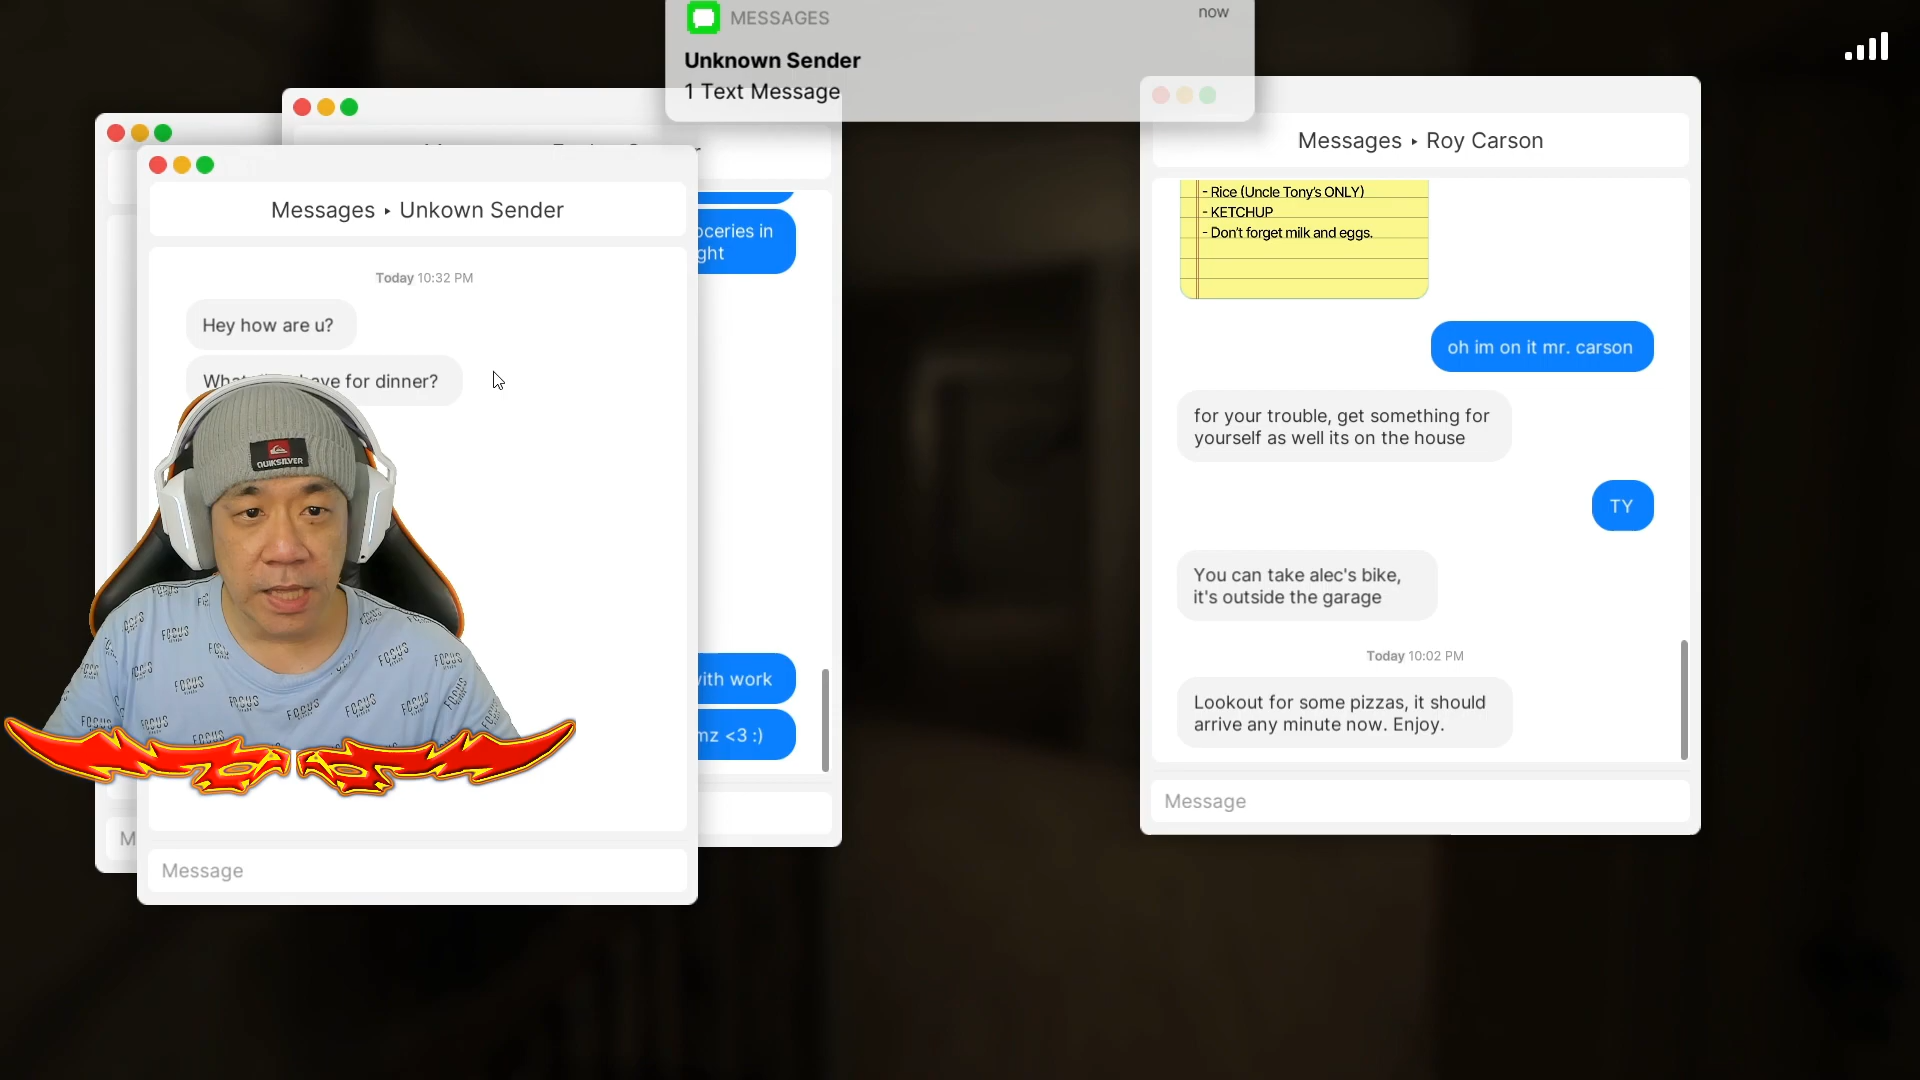 MESSAGES
now
Unknown Sender
1 Text Message
Messages ▸ Unkown Sender
Today 10:32 PM
Hey how are u?
have for dinner?
Message
QUIKSILVER
FOCUS
oceries in
ght
with work
mz <3 :)
Messages ▸ Roy Carson
- Rice (Uncle Tony's ONLY)
- KETCHUP
- Don't forget milk and eggs.
oh im on it mr. carson
for your trouble, get something for
yourself as well its on the house
TY
You can take alec's bike,
it's outside the garage
Today 10:02 PM
Lookout for some pizzas, it should
arrive any minute now. Enjoy.
Message